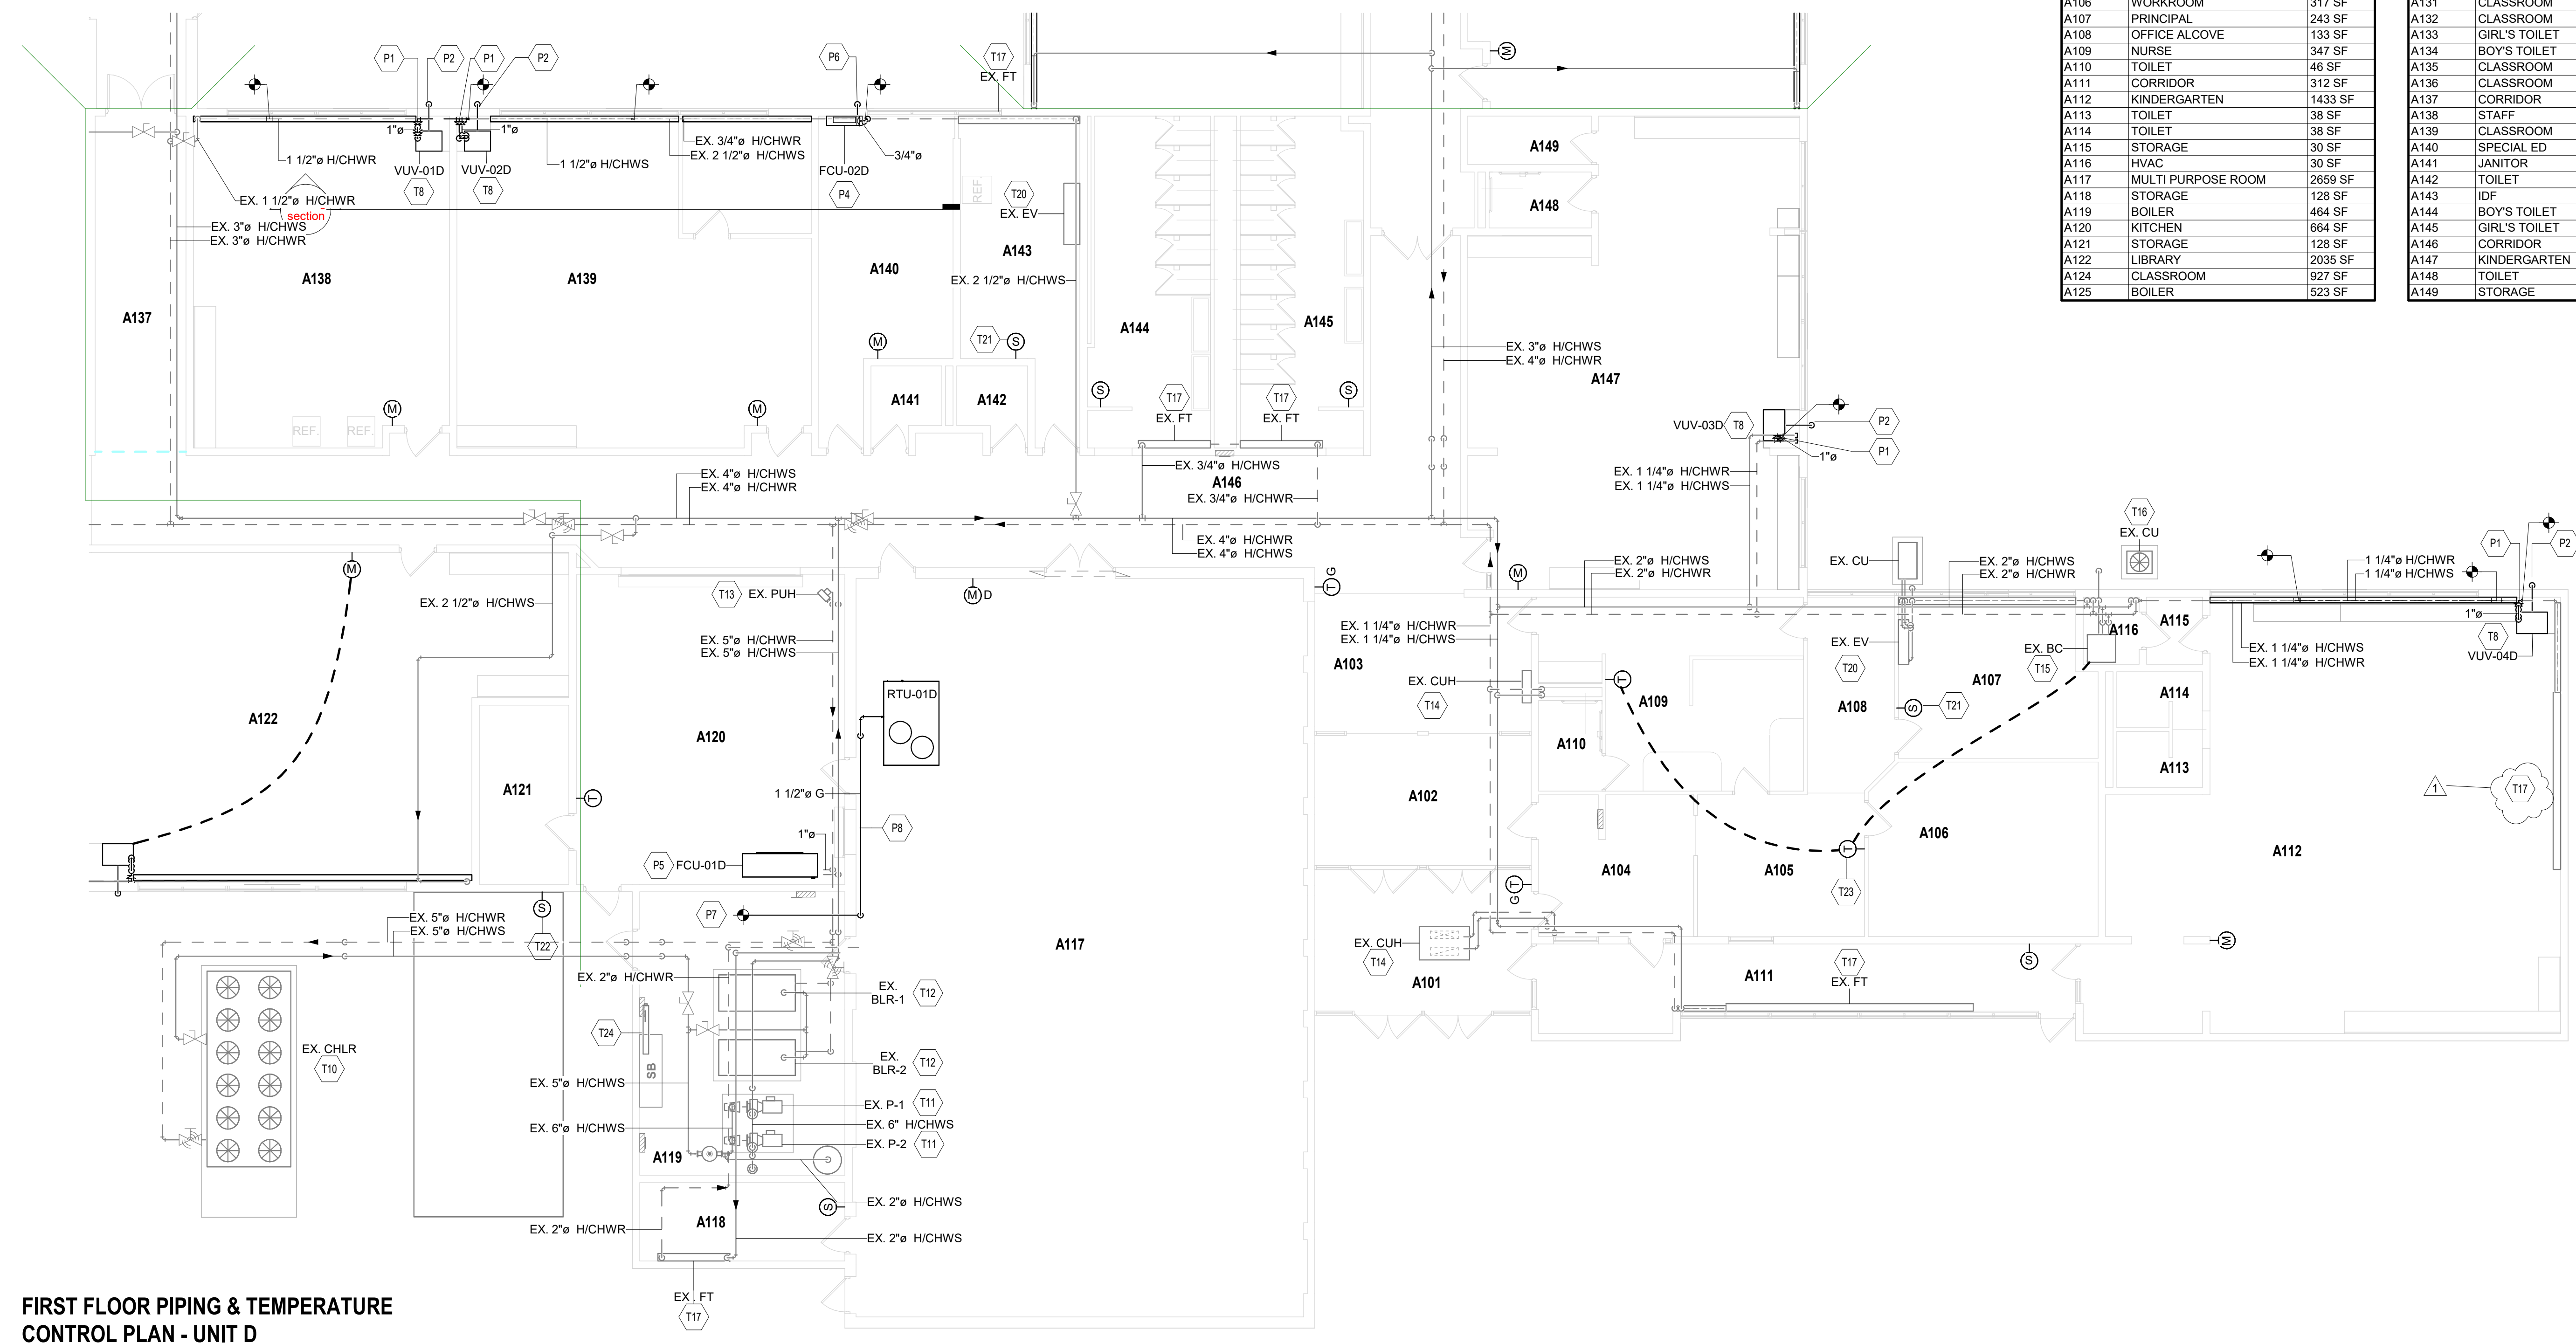 A106 WORKROOM 317 SF
A107 PRINCIPAL 243 SF
A108 OFFICE ALCOVE 133 SF
A109 NURSE 347 SF
A110 TOILET 46 SF
A111 CORRIDOR 312 SF
A112 KINDERGARTEN 1433 SF
A113 TOILET 38 SF
A114 TOILET 38 SF
A115 STORAGE 30 SF
A116 HVAC 30 SF
A117 MULTI PURPOSE ROOM 2659 SF
A118 STORAGE 128 SF
A119 BOILER 464 SF
A120 KITCHEN 664 SF
A121 STORAGE 128 SF
A122 LIBRARY 2035 SF
A124 CLASSROOM 927 SF
A125 BOILER 523 SF
A131 CLASSROOM
A132 CLASSROOM
A133 GIRL'S TOILET
A134 BOY'S TOILET
A135 CLASSROOM
A136 CLASSROOM
A137 CORRIDOR
A138 STAFF
A139 CLASSROOM
A140 SPECIAL ED
A141 JANITOR
A142 TOILET
A143 IDF
A144 BOY'S TOILET
A145 GIRL'S TOILET
A146 CORRIDOR
A147 KINDERGARTEN
A148 TOILET
A149 STORAGE
P1
P2
P1
P2
P6
T17
EX. FT
M
1"ø
1"ø
1 1/2"ø H/CHWR
VUV-01D
T8
VUV-02D
T8
1 1/2"ø H/CHWS
EX. 3/4"ø H/CHWR
EX. 2 1/2"ø H/CHWS
FCU-02D
P4
3/4"ø
EX. 1 1/2"ø H/CHWR
section
EX. 3"ø H/CHWS
EX. 3"ø H/CHWR
REF.
T20
EX. EV
A143
A149
A148
A137
A138
A139
A140
EX. 2 1/2"ø H/CHWS
A144
A145
M
T21
S
A141
A142
M
M
REF.
REF.
S
S
T17
EX. FT
T17
EX. FT
EX. 3"ø H/CHWS
EX. 4"ø H/CHWR
A147
VUV-03D
T8
P2
P1
1"ø
EX. 1 1/4"ø H/CHWR
EX. 1 1/4"ø H/CHWS
EX. 4"ø H/CHWS
EX. 4"ø H/CHWR
EX. 3/4"ø H/CHWS
A146
EX. 3/4"ø H/CHWR
EX. 4"ø H/CHWR
EX. 4"ø H/CHWS
T16
EX. CU
P1
P2
M
EX. 2 1/2"ø H/CHWS
T13
EX. PUH
M D
T G
M
EX. 2"ø H/CHWS
EX. 2"ø H/CHWR
EX. CU
EX. 2"ø H/CHWS
EX. 2"ø H/CHWR
1 1/4"ø H/CHWR
1 1/4"ø H/CHWS
1"ø
T8
VUV-04D
EX. 5"ø H/CHWR
EX. 5"ø H/CHWS
EX. 1 1/4"ø H/CHWR
EX. 1 1/4"ø H/CHWS
A103
EX. CUH
T14
T
A109
EX. EV
T20
A108
A107
S
T21
EX. BC
T15
A116
A115
EX. 1 1/4"ø H/CHWS
EX. 1 1/4"ø H/CHWR
A114
A113
A122
A120
RTU-01D
A110
A121
T
1 1/2"ø G
P8
1"ø
P5
FCU-01D
A102
1
T17
A106
A112
T
T23
A104
A105
G T
P7
A117
S
T22
EX. 5"ø H/CHWR
EX. 5"ø H/CHWS
EX. CUH
T14
A101
A111
T17
EX. FT
S
M
EX. 2"ø H/CHWR
EX.
BLR-1
T12
T24
SB
EX. CHLR
T10
EX.
BLR-2
T12
EX. 5"ø H/CHWS
EX. P-1
T11
EX. 6" H/CHWS
EX. 6"ø H/CHWS
EX. P-2
T11
A119
EX. 2"ø H/CHWS
S
A118
EX. 2"ø H/CHWR
EX. 2"ø H/CHWS
EX. FT
T17
FIRST FLOOR PIPING & TEMPERATURE
CONTROL PLAN - UNIT D